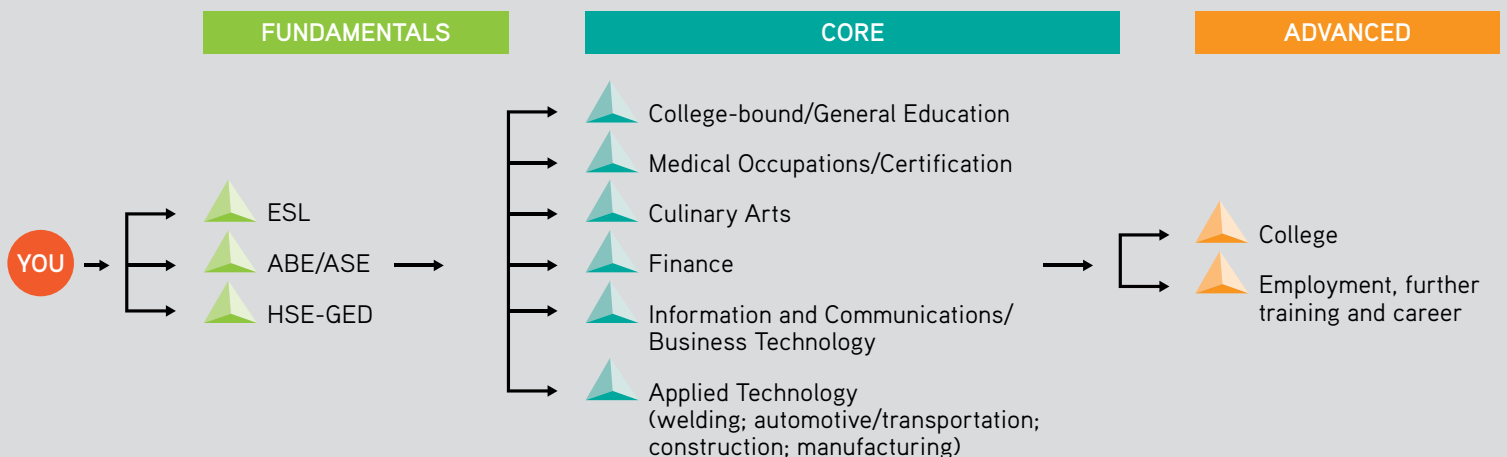 FUNDAMENTALS
CORE
ADVANCED
YOU
ESL
ABE/ASE
HSE-GED
College-bound/General Education
Medical Occupations/Certification
Culinary Arts
Finance
Information and Communications/
Business Technology
Applied Technology
(welding; automotive/transportation;
construction; manufacturing)
College
Employment, further
training and career